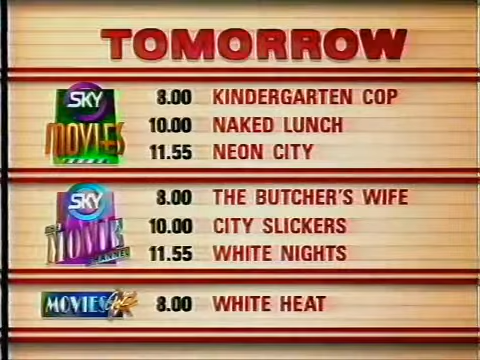 TOMORROW
SKY
MOVIES
8.00 KINDERGARTEN COP
10.00 NAKED LUNCH
11.55 NEON CITY
SKY
THE
MOVIE
CHANNEL
8.00 THE BUTCHER'S WIFE
10.00 CITY SLICKERS
11.55 WHITE NIGHTS
MOVIES Gold
8.00 WHITE HEAT